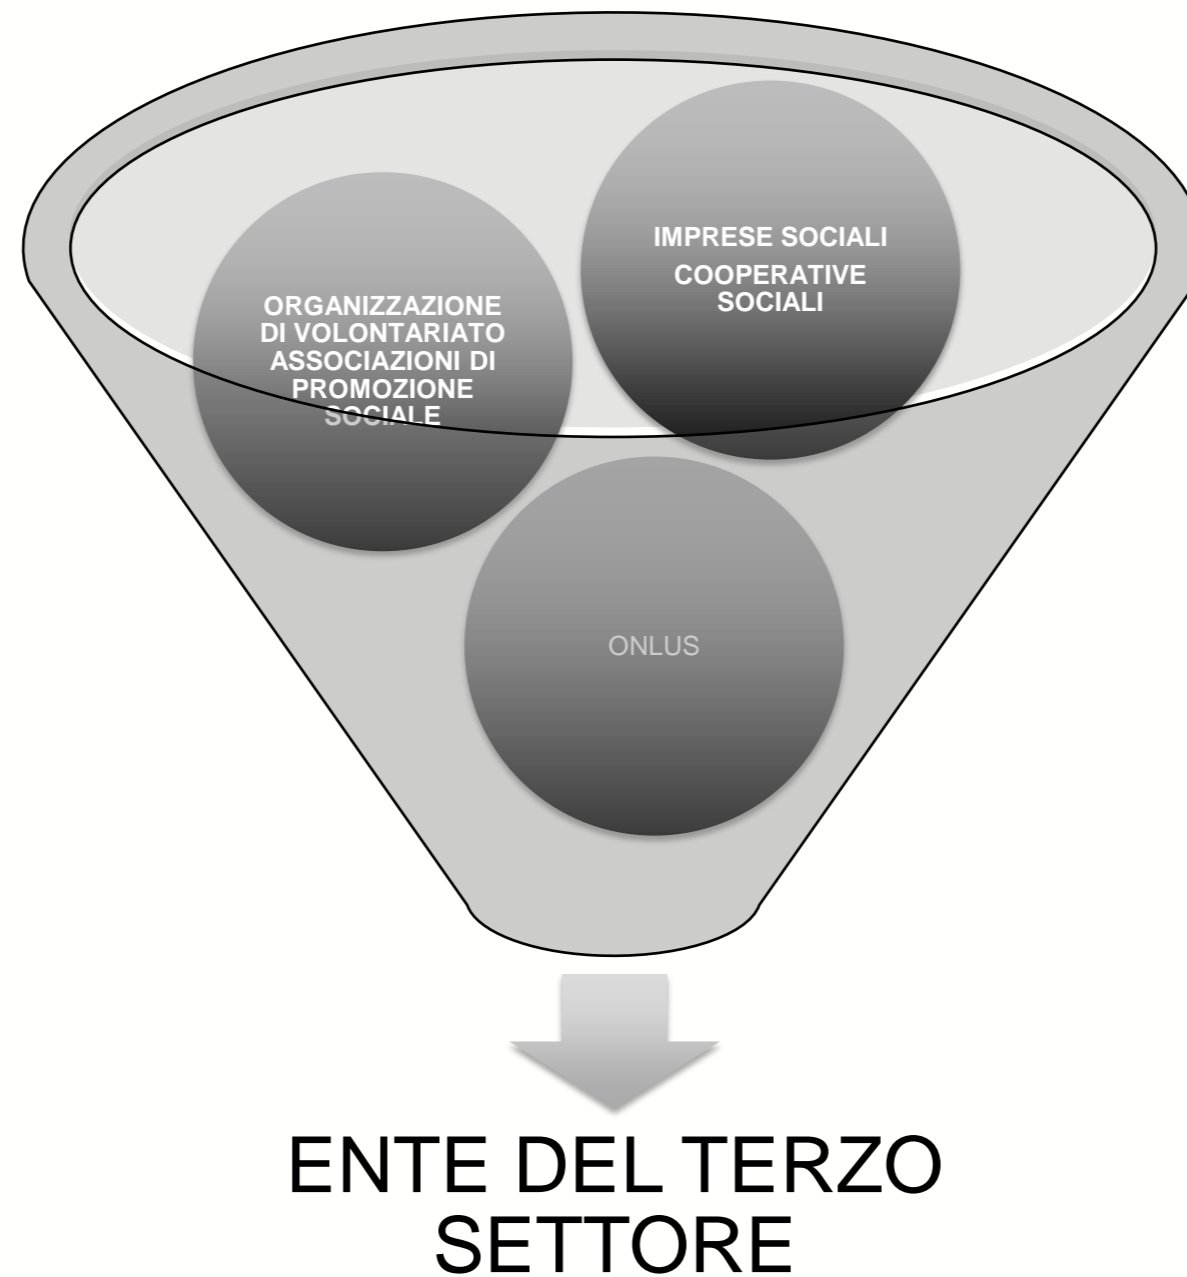 IMPRESE SOCIALI
COOPERATIVE
SOCIALI
ORGANIZZAZIONE
DI VOLONTARIATO
ASSOCIAZIONI DI
PROMOZIONE
SOCIALE
ONLUS
ENTE DEL TERZO
SETTORE